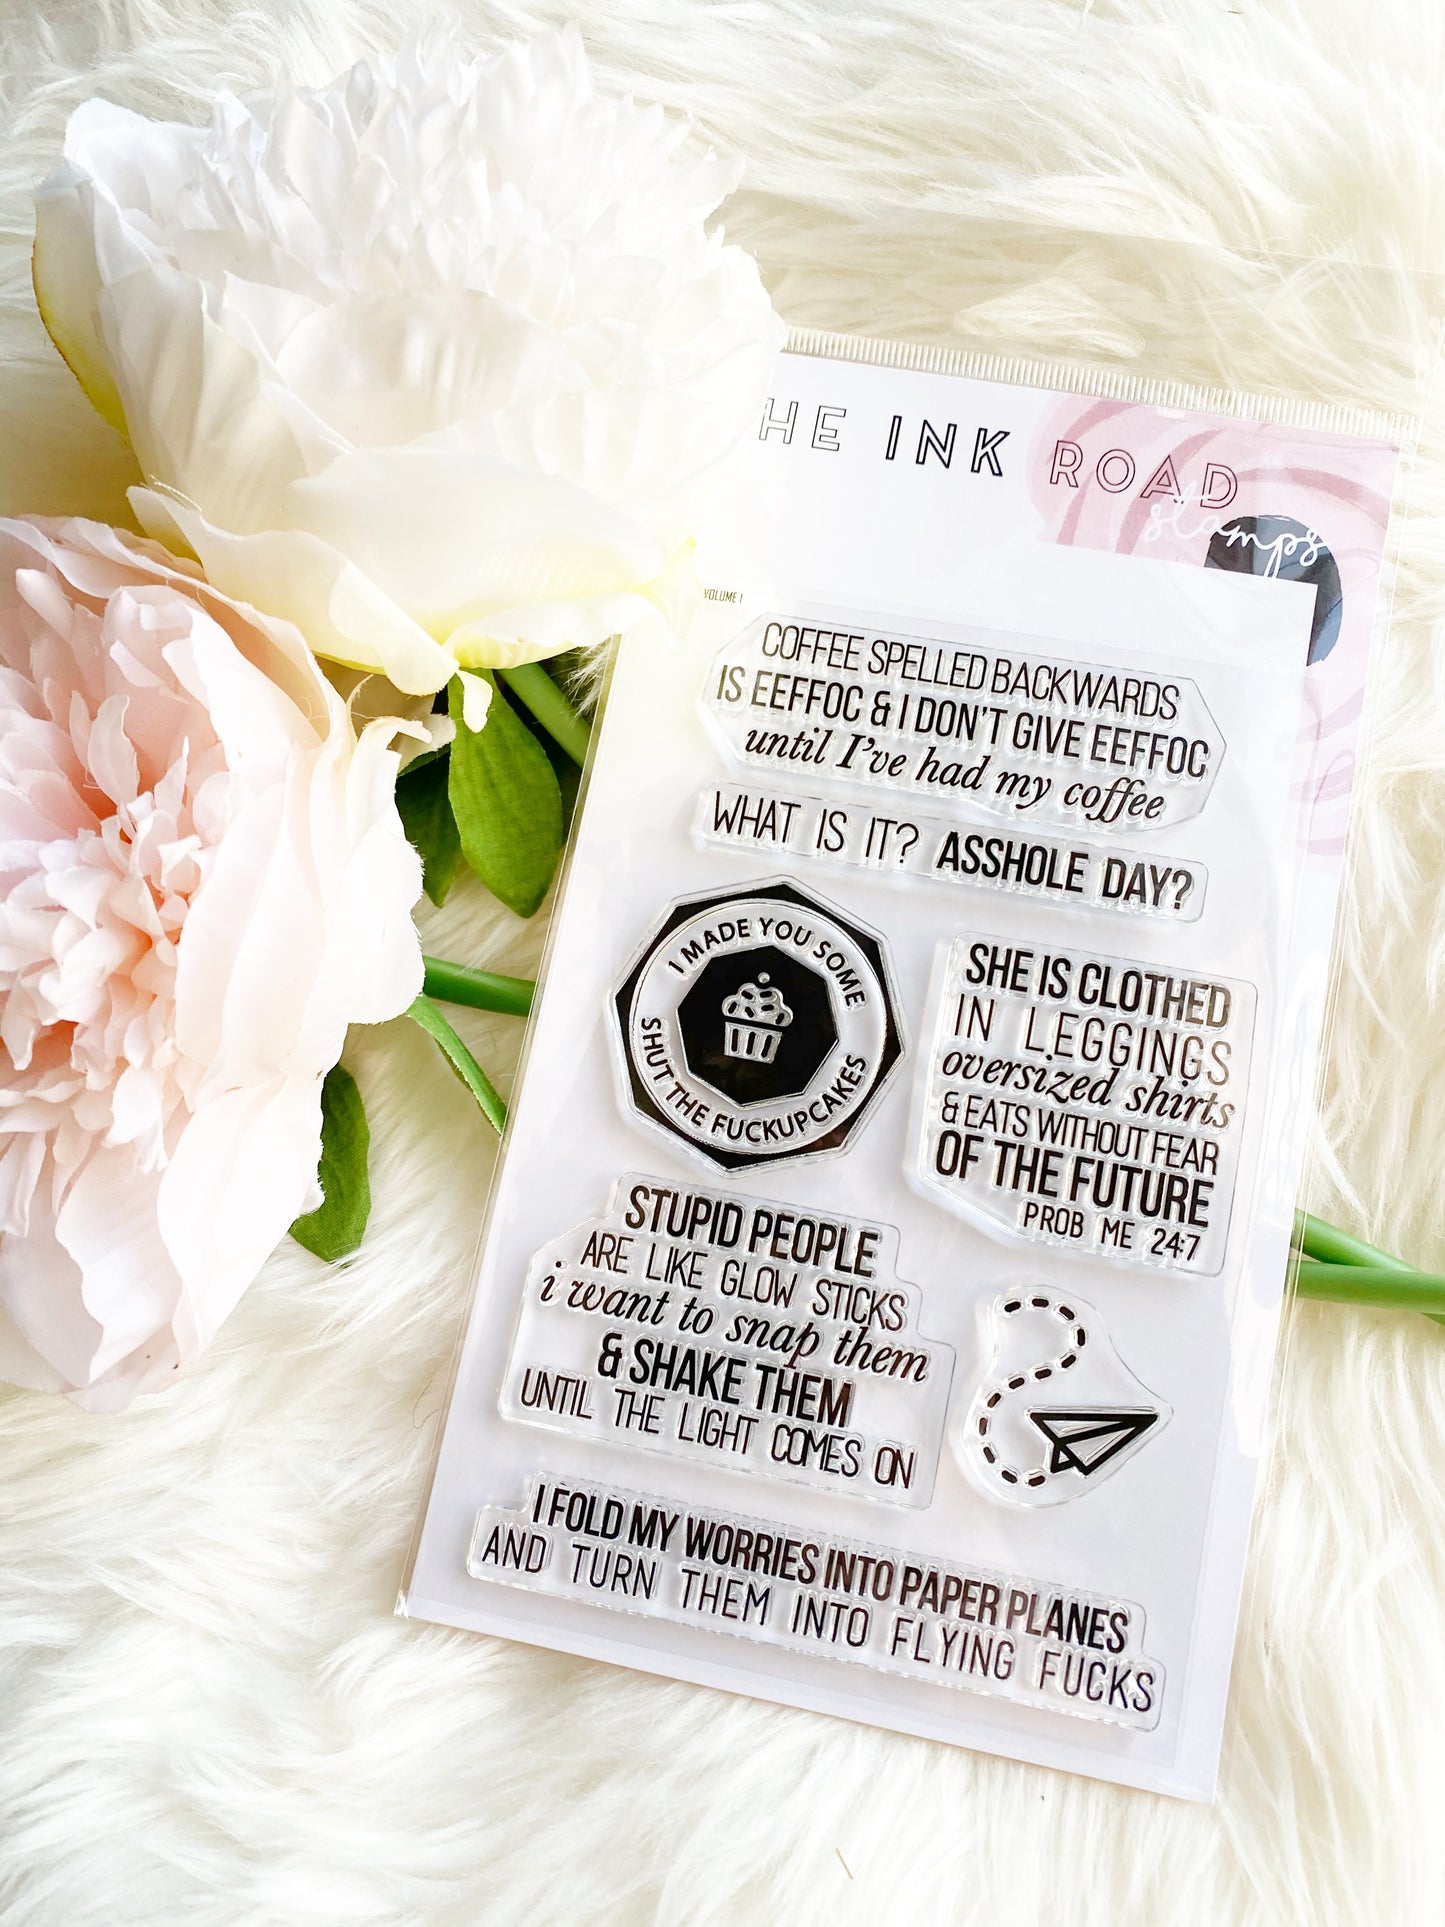 HE INK ROAD
stamps
VOLUME 1
COFFEE SPELLED BACKWARDS
IS EEFFOC & I DON'T GIVE EEFFOC
until I've had my coffee
WHAT IS IT? ASSHOLE DAY?
I MADE YOU SOME
SHUT THE FUCKUPCAKES
SHE IS CLOTHED
IN LEGGINGS
oversized shirts
& EATS WITHOUT FEAR
OF THE FUTURE
PROB ME 24:7
STUPID PEOPLE
ARE LIKE GLOW STICKS
i want to snap them
& SHAKE THEM
UNTIL THE LIGHT COMES ON
I FOLD MY WORRIES INTO PAPER PLANES
AND TURN THEM INTO FLYING FUCKS